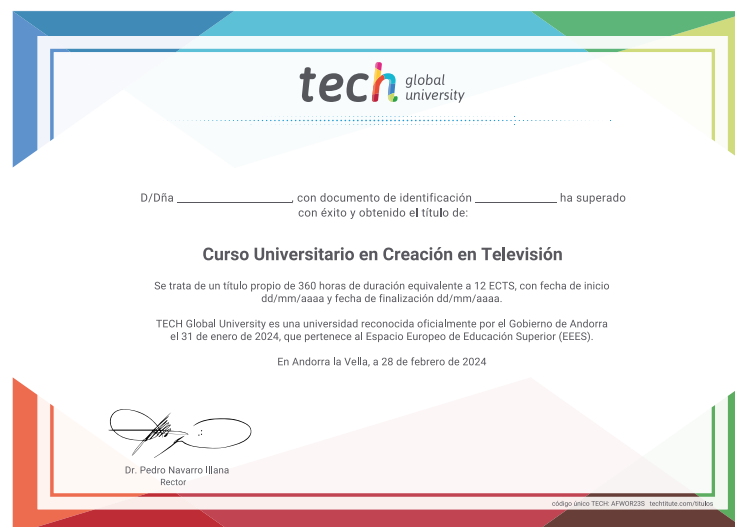 tech global university
D/Dña ____________________, con documento de identificación ______________ ha superado
con éxito y obtenido el título de:
Curso Universitario en Creación en Televisión
Se trata de un título propio de 360 horas de duración equivalente a 12 ECTS, con fecha de inicio
dd/mm/aaaa y fecha de finalización dd/mm/aaaa.
TECH Global University es una universidad reconocida oficialmente por el Gobierno de Andorra
el 31 de enero de 2024, que pertenece al Espacio Europeo de Educación Superior (EEES).
En Andorra la Vella, a 28 de febrero de 2024
Dr. Pedro Navarro Illana
Rector
código único TECH: AFWOR23S techtitute.com/titulos